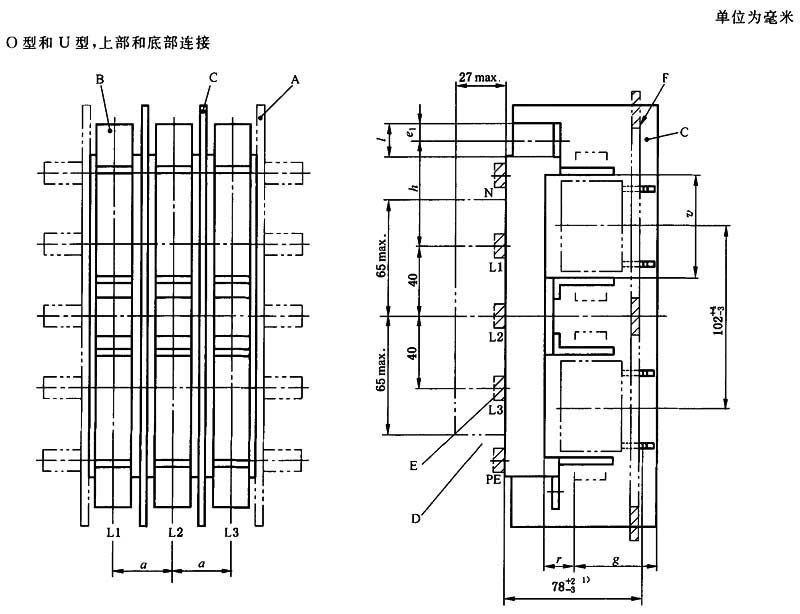 单位为毫米
O 型和 U 型，上部和底部连接
B
C
A
27 max.
F
C
l
e₁
h
N
v
65 max.
L1
40
L2
102⁺⁴₋₃
65 max.
40
L3
E
PE
D
L1
L2
L3
a
a
r
g
78⁺²₋₃ ¹⁾